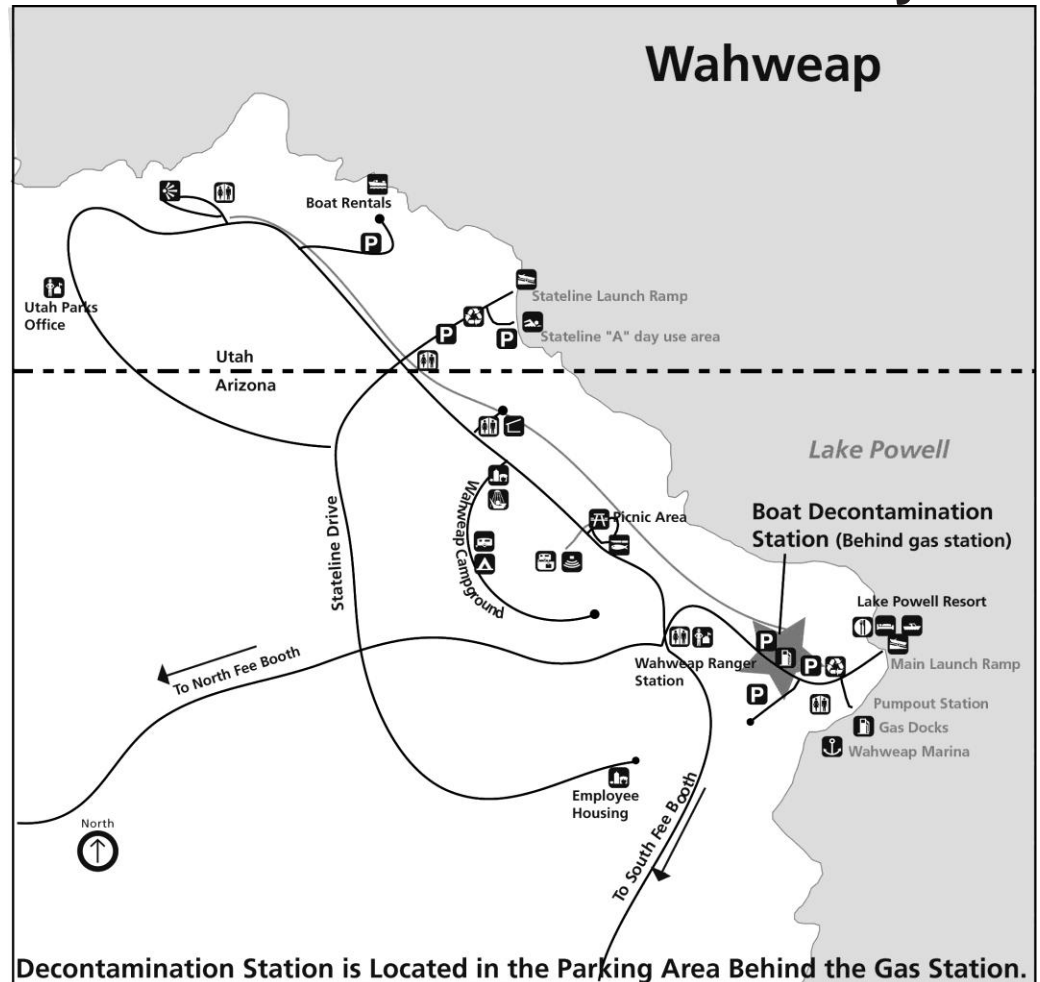 Wahweap
Boat Rentals
Utah Parks
Office
Stateline Launch Ramp
Stateline "A" day use area
Utah
Arizona
Lake Powell
Stateline Drive
Wahweap Campground
Picnic Area
Boat Decontamination
Station (Behind gas station)
Lake Powell Resort
Main Launch Ramp
Wahweap Ranger
Station
To North Fee Booth
Pumpout Station
Gas Docks
Wahweap Marina
Employee
Housing
To South Fee Booth
North
P
P
P
P
P
P
Decontamination Station is Located in the Parking Area Behind the Gas Station.